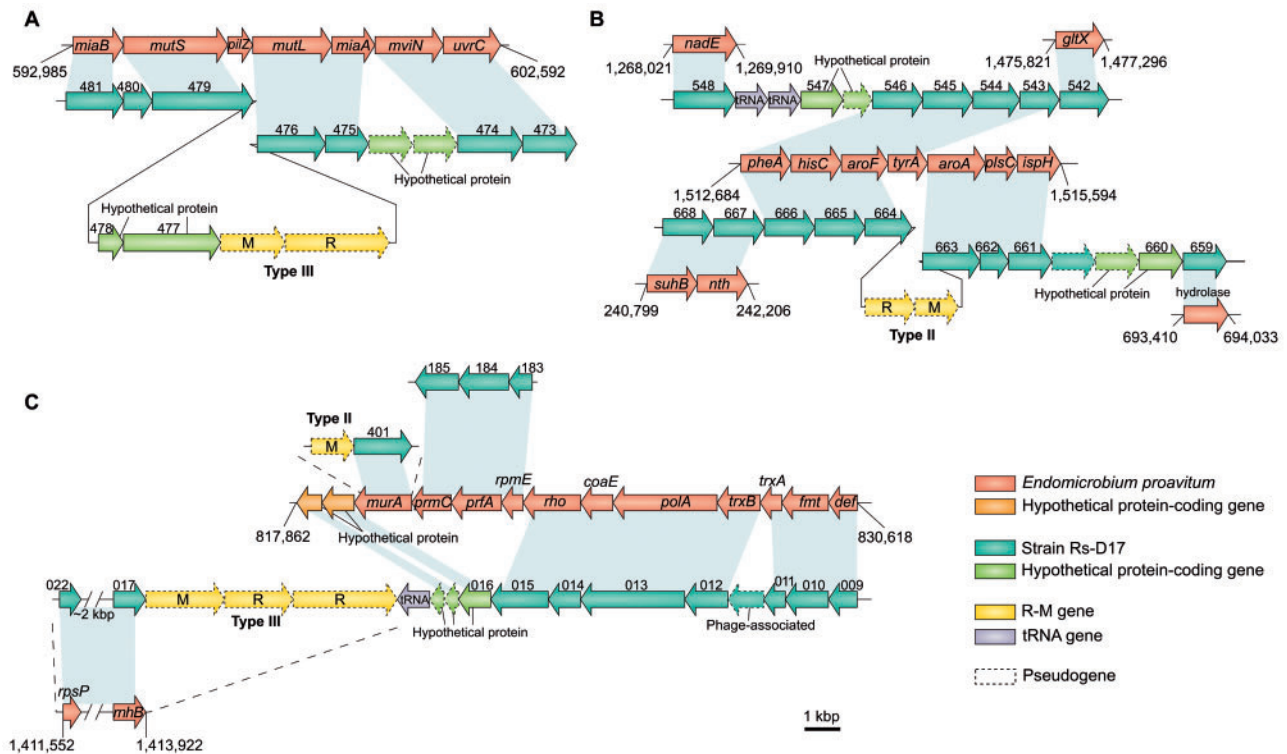 A
miaB mutS pilZ mutL miaA mviN uvrC
592,985 602,592
481 480 479
476 475 474 473
Hypothetical protein
Hypothetical protein
478 477 M R
Type III
B
nadE gltX
1,268,021 1,269,910 1,475,821 1,477,296
Hypothetical protein
548 tRNA tRNA 547 546 545 544 543 542
pheA hisC aroF tyrA aroA plsC ispH
1,512,684 1,515,594
668 667 666 665 664
663 662 661 660 659
Hypothetical protein
hydrolase
suhB nth
240,799 242,206
R M
Type II
693,410 694,033
185 184 183
C
Type II
M 401
murA prmC prfA rpmE rho coaE polA trxB trxA fmt def
817,862 830,618
Hypothetical protein
022 017 M R R tRNA 016 015 014 013 012 011 010 009
~2 kbp
Type III
Hypothetical protein
Phage-associated
rpsP rnhB
1,411,552 1,413,922
1 kbp
Endomicrobium proavitum
Hypothetical protein-coding gene
Strain Rs-D17
Hypothetical protein-coding gene
R-M gene
tRNA gene
Pseudogene